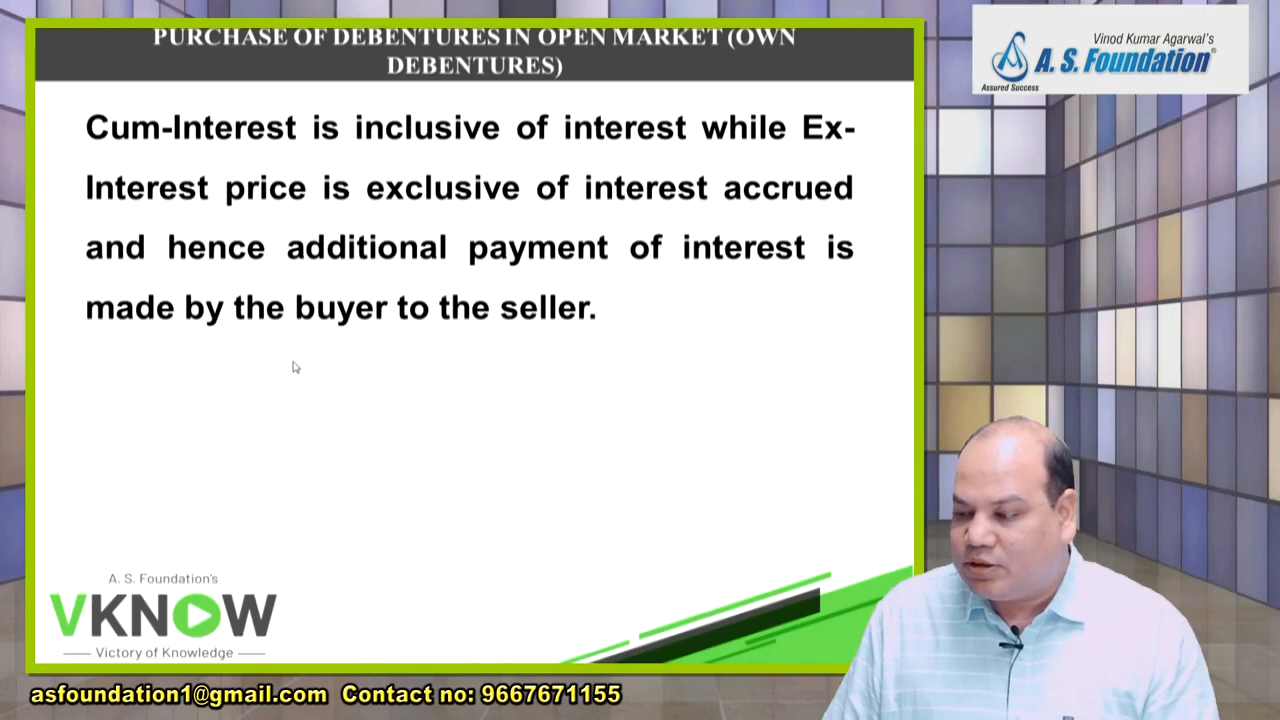 PURCHASE OF DEBENTURES IN OPEN MARKET (OWN
DEBENTURES)
Vinod Kumar Agarwal's
A. S. Foundation®
Assured Success
Cum-Interest is inclusive of interest while Ex-
Interest price is exclusive of interest accrued
and hence additional payment of interest is
made by the buyer to the seller.
A. S. Foundation's
VKNOW
Victory of Knowledge
asfoundation1@gmail.com Contact no: 9667671155